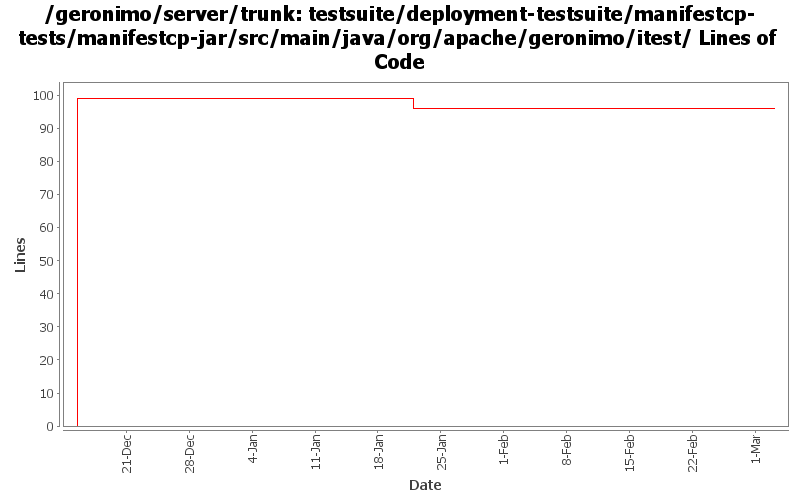 /geronimo/server/trunk: testsuite/deployment-testsuite/manifestcp-
tests/manifestcp-jar/src/main/java/org/apache/geronimo/itest/ Lines of
Code
100
90
80
70
60
50
40
30
20
10
0
Lines
21-Dec
28-Dec
4-Jan
11-Jan
18-Jan
25-Jan
1-Feb
8-Feb
15-Feb
22-Feb
1-Mar
Date